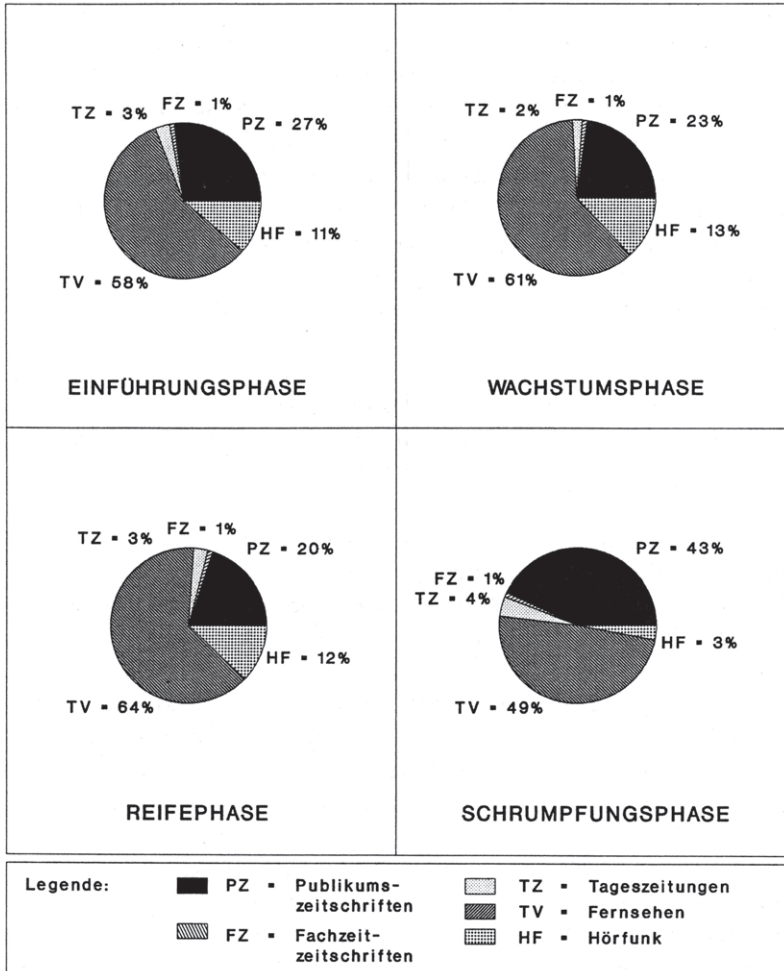 FZ - 1%
TZ - 3%
PZ - 27%
HF - 11%
TV - 58%
EINFÜHRUNGSPHASE
FZ - 1%
TZ - 2%
PZ - 23%
HF - 13%
TV - 61%
WACHSTUMSPHASE
FZ - 1%
TZ - 3%
PZ - 20%
HF - 12%
TV - 64%
REIFEPHASE
PZ - 43%
FZ - 1%
TZ - 4%
HF - 3%
TV - 49%
SCHRUMPFUNGSPHASE
Legende:
PZ - Publikums-
zeitschriften
FZ - Fachzeit-
zeitschriften
TZ - Tageszeitungen
TV - Fernsehen
HF - Hörfunk